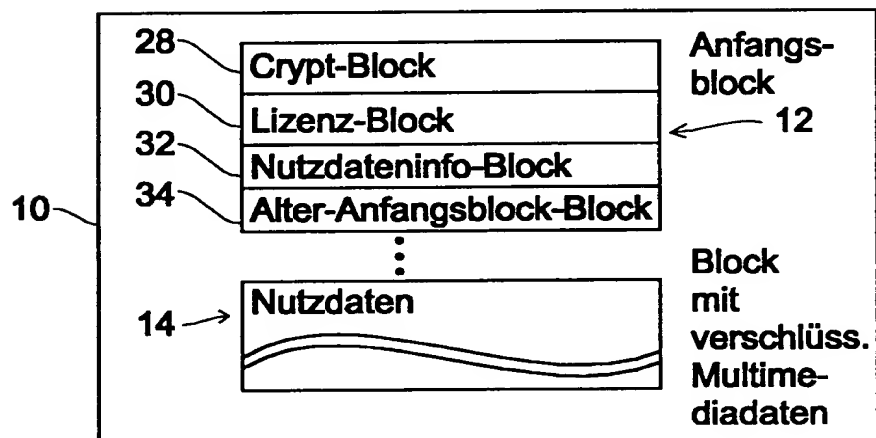 28
Crypt-Block
Anfangs-
block
30
Lizenz-Block
12
32
Nutzdateninfo-Block
34
Alter-Anfangsblock-Block
10
Nutzdaten
14
Block
mit
verschlüss.
Multime-
diadaten